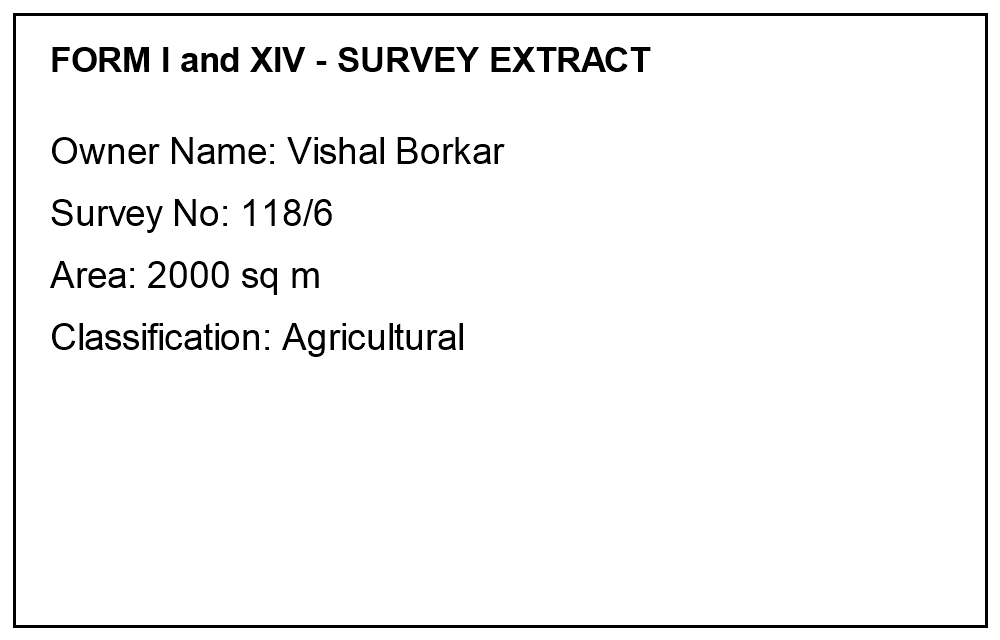 FORM I and XIV - SURVEY EXTRACT
Owner Name: Vishal Borkar
Survey No: 118/6
Area: 2000 sq m
Classification: Agricultural